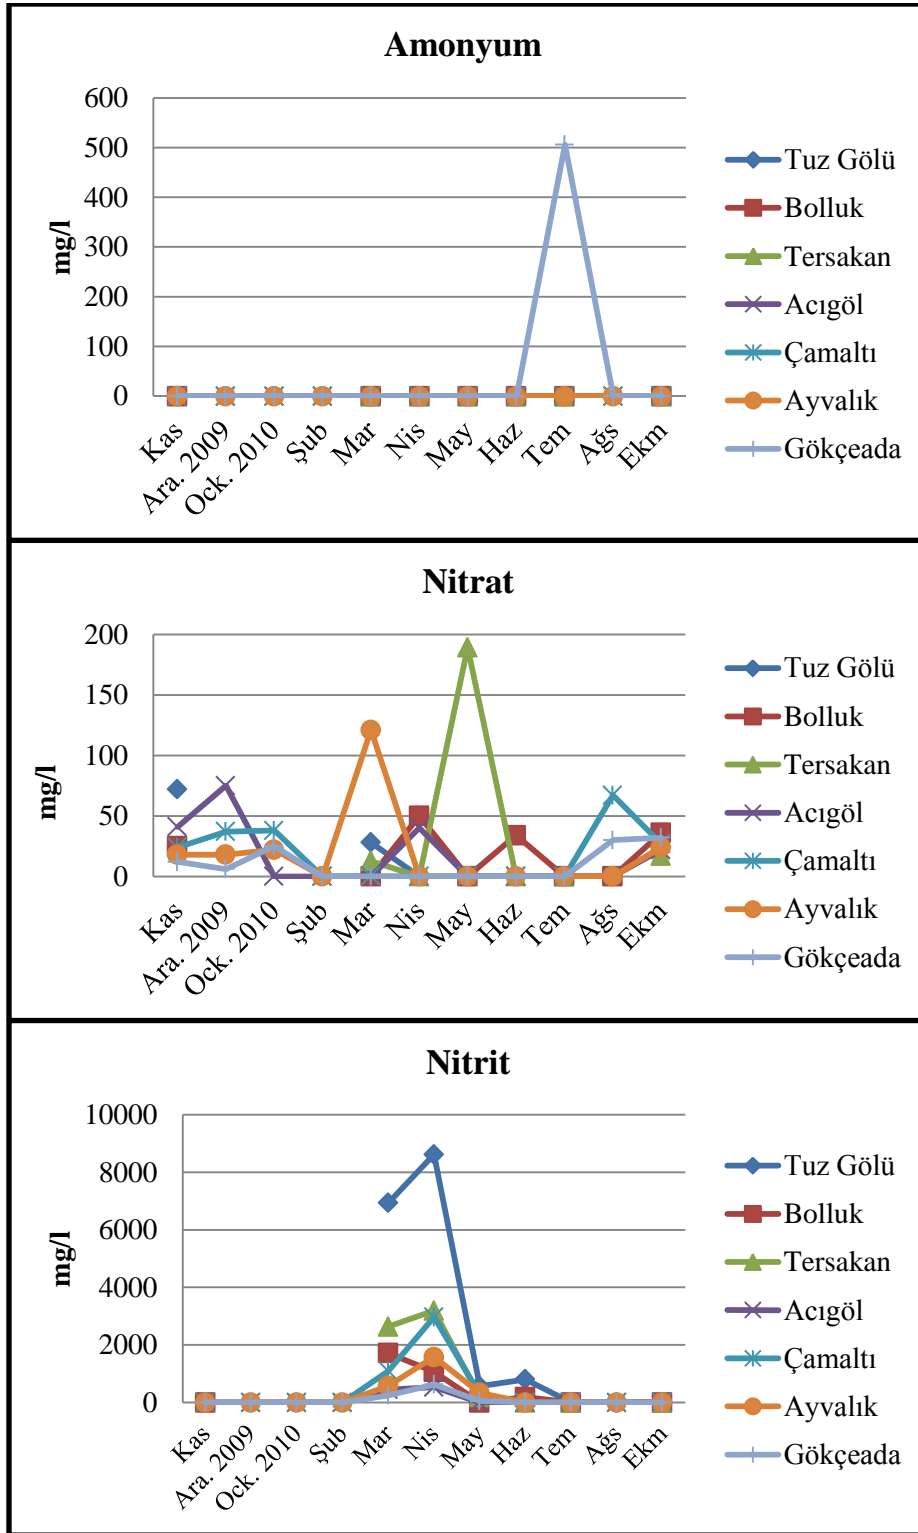 Amonyum
600
500
400
300
200
100
0
mg/l
Kas
Ara. 2009
Ock. 2010
Şub
Mar
Nis
May
Haz
Tem
Ağs
Ekm
Tuz Gölü
Bolluk
Tersakan
Acıgöl
Çamaltı
Ayvalık
Gökçeada
Nitrat
200
150
100
50
0
mg/l
Kas
Ara. 2009
Ock. 2010
Şub
Mar
Nis
May
Haz
Tem
Ağs
Ekm
Tuz Gölü
Bolluk
Tersakan
Acıgöl
Çamaltı
Ayvalık
Gökçeada
Nitrit
10000
8000
6000
4000
2000
0
mg/l
Kas
Ara. 2009
Ock. 2010
Şub
Mar
Nis
May
Haz
Tem
Ağs
Ekm
Tuz Gölü
Bolluk
Tersakan
Acıgöl
Çamaltı
Ayvalık
Gökçeada